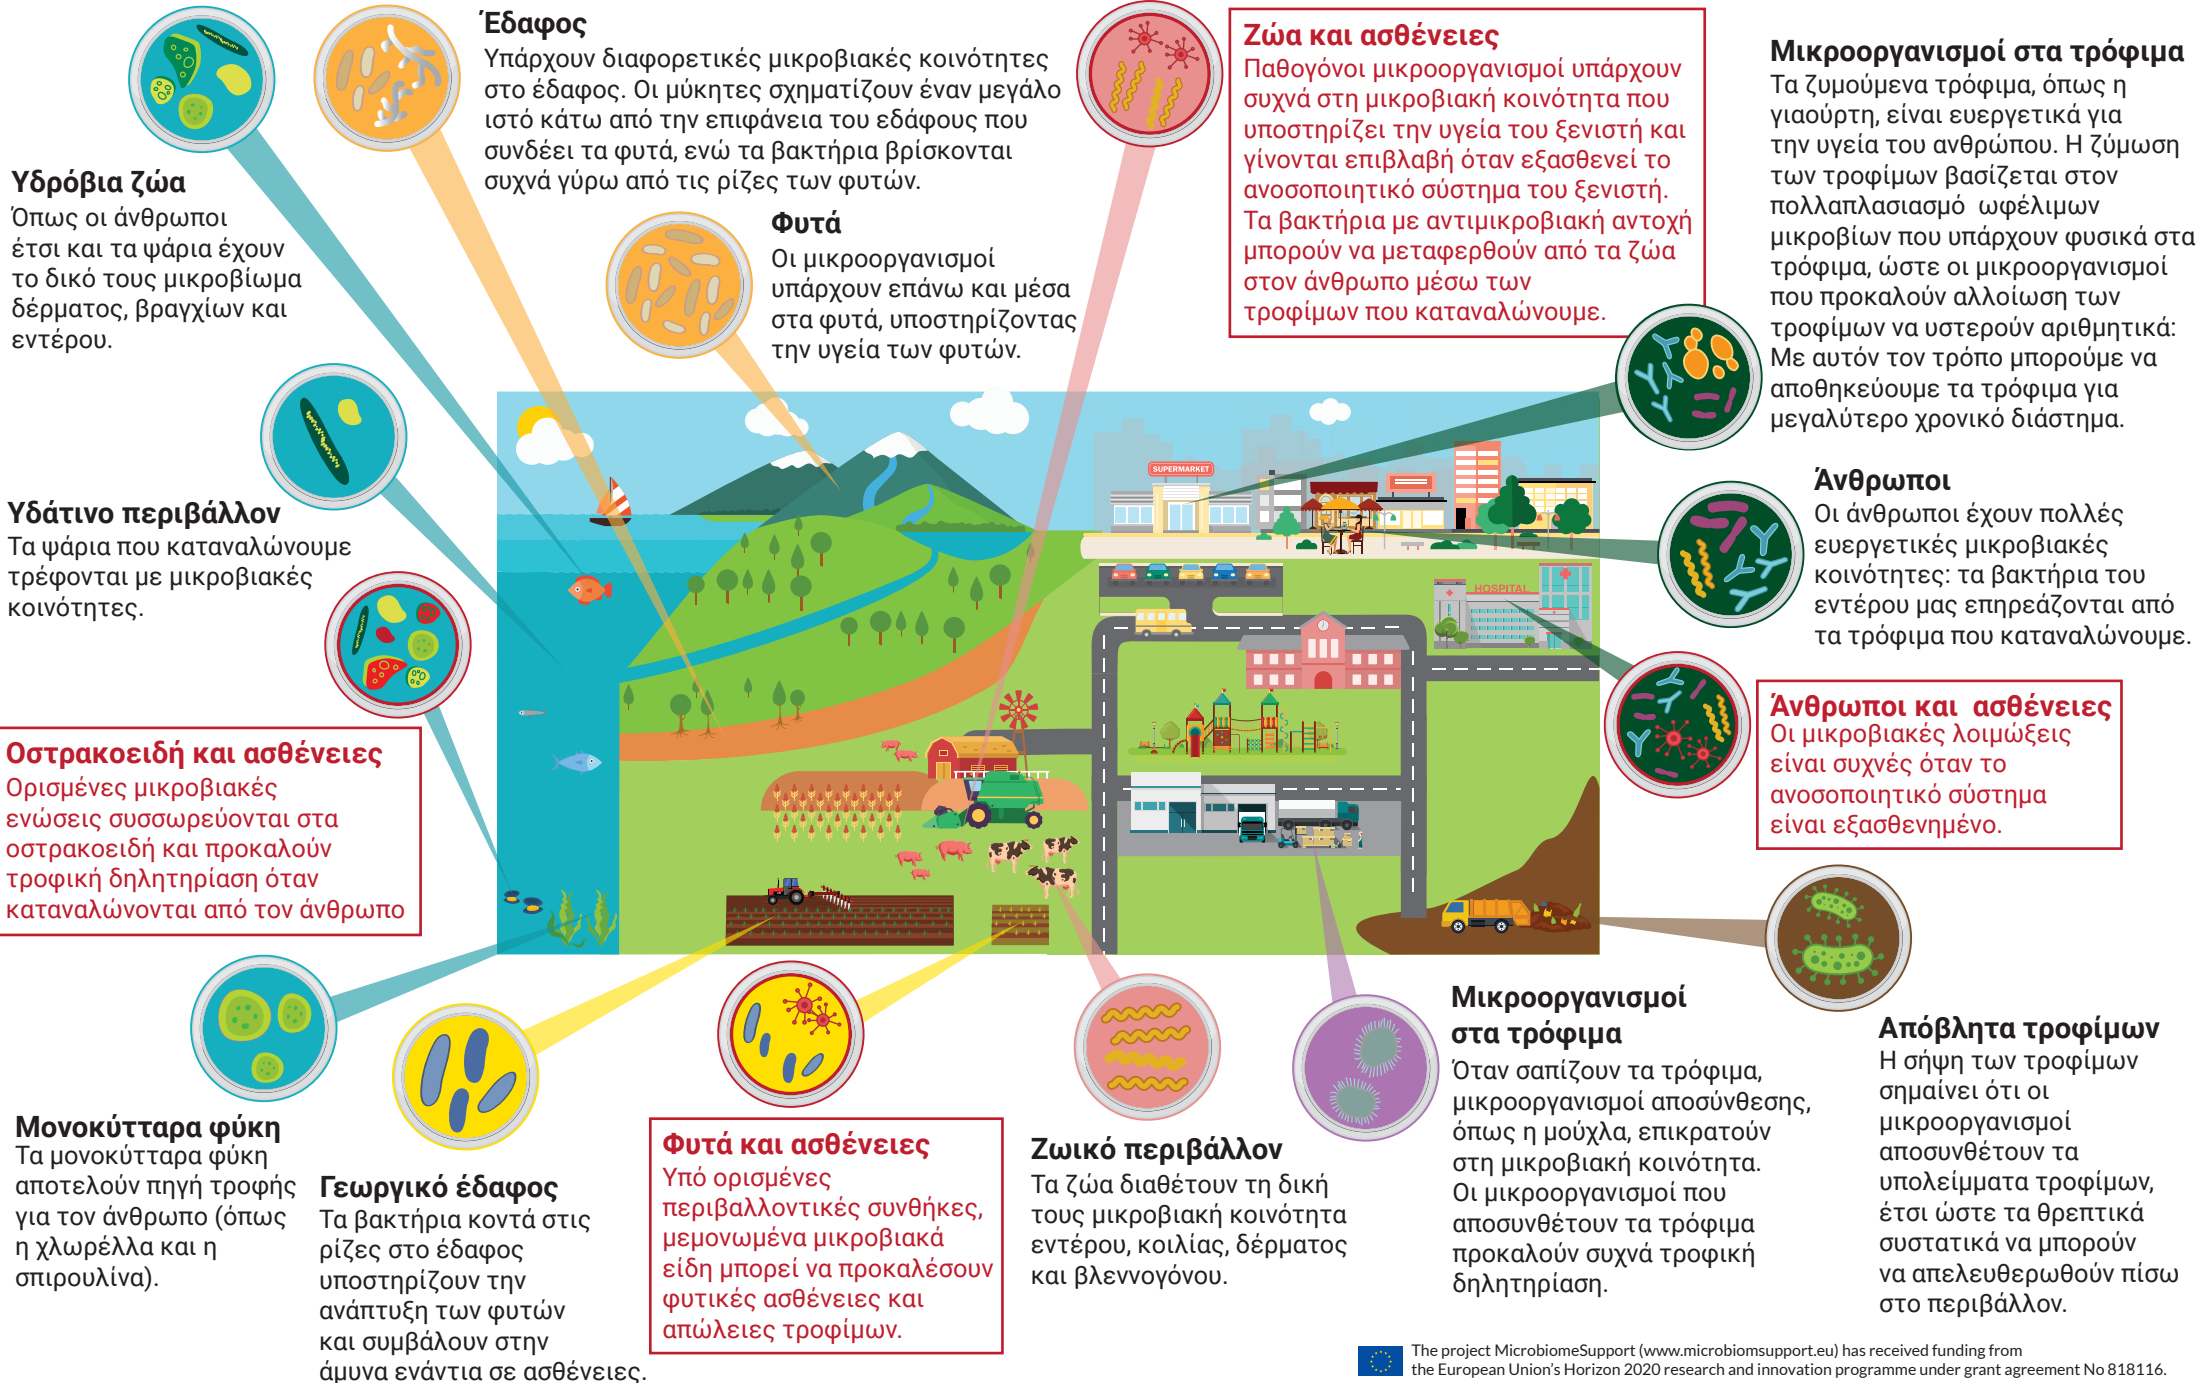 Έδαφος
Υπάρχουν διαφορετικές μικροβιακές κοινότητες
στο έδαφος. Οι μύκητες σχηματίζουν έναν μεγάλο
ιστό κάτω από την επιφάνεια του εδάφους που
συνδέει τα φυτά, ενώ τα βακτήρια βρίσκονται
συχνά γύρω από τις ρίζες των φυτών.
Ζώα και ασθένειες
Παθογόνοι μικροοργανισμοί υπάρχουν
συχνά στη μικροβιακή κοινότητα που
υποστηρίζει την υγεία του ξενιστή και
γίνονται επιβλαβή όταν εξασθενεί το
ανοσοποιητικό σύστημα του ξενιστή.
Τα βακτήρια με αντιμικροβιακή αντοχή
μπορούν να μεταφερθούν από τα ζώα
στον άνθρωπο μέσω των
τροφίμων που καταναλώνουμε.
Μικροοργανισμοί στα τρόφιμα
Τα ζυμούμενα τρόφιμα, όπως η
γιαούρτη, είναι ευεργετικά για
την υγεία του ανθρώπου. Η ζύμωση
των τροφίμων βασίζεται στον
πολλαπλασιασμό ωφέλιμων
μικροβίων που υπάρχουν φυσικά στα
τρόφιμα, ώστε οι μικροοργανισμοί
που προκαλούν αλλοίωση των
τροφίμων να υστερούν αριθμητικά:
Με αυτόν τον τρόπο μπορούμε να
αποθηκεύουμε τα τρόφιμα για
μεγαλύτερο χρονικό διάστημα.
Υδρόβια ζώα
Όπως οι άνθρωποι
έτσι και τα ψάρια έχουν
το δικό τους μικροβίωμα
δέρματος, βραγχίων και
εντέρου.
Φυτά
Οι μικροοργανισμοί
υπάρχουν επάνω και μέσα
στα φυτά, υποστηρίζοντας
την υγεία των φυτών.
SUPERMARKET
Άνθρωποι
Οι άνθρωποι έχουν πολλές
ευεργετικές μικροβιακές
κοινότητες: τα βακτήρια του
εντέρου μας επηρεάζονται από
τα τρόφιμα που καταναλώνουμε.
Υδάτινο περιβάλλον
Τα ψάρια που καταναλώνουμε
τρέφονται με μικροβιακές
κοινότητες.
HOSPITAL
Άνθρωποι και ασθένειες
Οι μικροβιακές λοιμώξεις
είναι συχνές όταν το
ανοσοποιητικό σύστημα
είναι εξασθενημένο.
Οστρακοειδή και ασθένειες
Ορισμένες μικροβιακές
ενώσεις συσσωρεύονται στα
οστρακοειδή και προκαλούν
τροφική δηλητηρίαση όταν
καταναλώνονται από τον άνθρωπο
Μονοκύτταρα φύκη
Τα μονοκύτταρα φύκη
αποτελούν πηγή τροφής
για τον άνθρωπο (όπως
η χλωρέλλα και η
σπιρουλίνα).
Γεωργικό έδαφος
Τα βακτήρια κοντά στις
ρίζες στο έδαφος
υποστηρίζουν την
ανάπτυξη των φυτών
και συμβάλουν στην
άμυνα ενάντια σε ασθένειες.
Φυτά και ασθένειες
Υπό ορισμένες
περιβαλλοντικές συνθήκες,
μεμονωμένα μικροβιακά
είδη μπορεί να προκαλέσουν
φυτικές ασθένειες και
απώλειες τροφίμων.
Ζωικό περιβάλλον
Τα ζώα διαθέτουν τη δική
τους μικροβιακή κοινότητα
εντέρου, κοιλίας, δέρματος
και βλεννογόνου.
Μικροοργανισμοί
στα τρόφιμα
Όταν σαπίζουν τα τρόφιμα,
μικροοργανισμοί αποσύνθεσης,
όπως η μούχλα, επικρατούν
στη μικροβιακή κοινότητα.
Οι μικροοργανισμοί που
αποσυνθέτουν τα τρόφιμα
προκαλούν συχνά τροφική
δηλητηρίαση.
Απόβλητα τροφίμων
Η σήψη των τροφίμων
σημαίνει ότι οι
μικροοργανισμοί
αποσυνθέτουν τα
υπολείμματα τροφίμων,
έτσι ώστε τα θρεπτικά
συστατικά να μπορούν
να απελευθερωθούν πίσω
στο περιβάλλον.
The project MicrobiomeSupport (www.microbiomsupport.eu) has received funding from
the European Union's Horizon 2020 research and innovation programme under grant agreement No 818116.